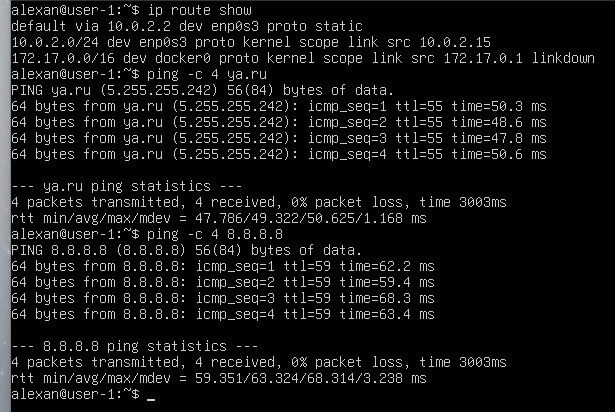 alexan@user-1:~$ ip route show
default via 10.0.2.2 dev enp0s3 proto static
10.0.2.0/24 dev enp0s3 proto kernel scope link src 10.0.2.15
172.17.0.0/16 dev docker0 proto kernel scope link src 172.17.0.1 linkdown
alexan@user-1:~$ ping -c 4 ya.ru
PING ya.ru (5.255.255.242) 56(84) bytes of data.
64 bytes from ya.ru (5.255.255.242): icmp_seq=1 ttl=55 time=50.3 ms
64 bytes from ya.ru (5.255.255.242): icmp_seq=2 ttl=55 time=48.6 ms
64 bytes from ya.ru (5.255.255.242): icmp_seq=3 ttl=55 time=47.8 ms
64 bytes from ya.ru (5.255.255.242): icmp_seq=4 ttl=55 time=50.6 ms
--- ya.ru ping statistics ---
4 packets transmitted, 4 received, 0% packet loss, time 3003ms
rtt min/avg/max/mdev = 47.786/49.322/50.625/1.168 ms
alexan@user-1:~$ ping -c 4 8.8.8.8
PING 8.8.8.8 (8.8.8.8) 56(84) bytes of data.
64 bytes from 8.8.8.8: icmp_seq=1 ttl=59 time=62.2 ms
64 bytes from 8.8.8.8: icmp_seq=2 ttl=59 time=59.4 ms
64 bytes from 8.8.8.8: icmp_seq=3 ttl=59 time=68.3 ms
64 bytes from 8.8.8.8: icmp_seq=4 ttl=59 time=63.4 ms
--- 8.8.8.8 ping statistics ---
4 packets transmitted, 4 received, 0% packet loss, time 3003ms
rtt min/avg/max/mdev = 59.351/63.324/68.314/3.238 ms
alexan@user-1:~$ _